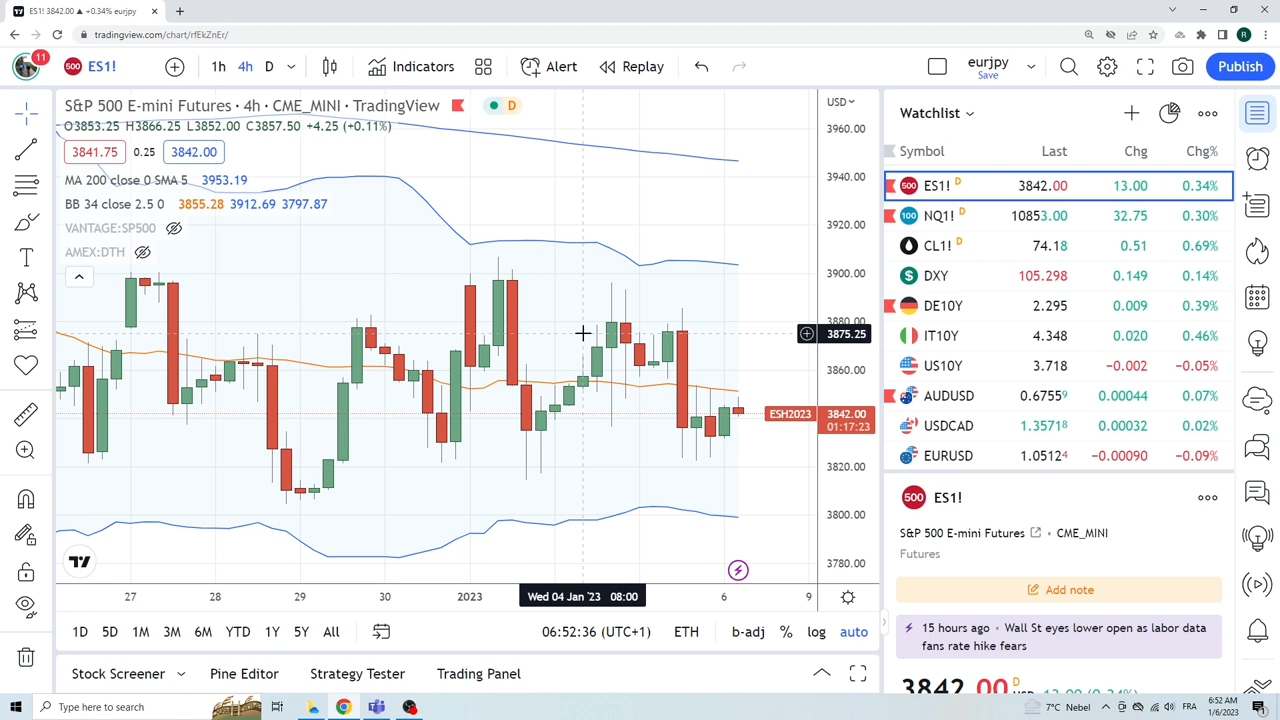 ES1! 3842.00 ▲ +0.34% eurjpy
tradingview.com/chart/rfEkZnEr/
R
11
500 ES1! 1h 4h D Indicators Alert Replay eurjpy Save Publish
S&P 500 E-mini Futures · 4h · CME_MINI · TradingView D
O3853.25 H3866.25 L3852.00 C3857.50 +4.25 (+0.11%)
3841.75 0.25 3842.00
MA 200 close 0 SMA 5 3953.19
BB 34 close 2.5 0 3855.28 3912.69 3797.87
VANTAGE:SP500
AMEX:DTH
USD
3960.00
3940.00
3920.00
3900.00
3880.00
3875.25
3860.00
ESH2023 3842.00
01:17:23
3820.00
3800.00
3780.00
27 28 29 30 2023 Wed 04 Jan '23 08:00 6 9
1D 5D 1M 3M 6M YTD 1Y 5Y All 06:52:36 (UTC+1) ETH b-adj % log auto
Stock Screener Pine Editor Strategy Tester Trading Panel
Watchlist
Symbol Last Chg Chg%
500 ES1! D 3842.00 13.00 0.34%
100 NQ1! D 10853.00 32.75 0.30%
CL1! D 74.18 0.51 0.69%
$ DXY 105.298 0.149 0.14%
DE10Y 2.295 0.009 0.39%
IT10Y 4.348 0.020 0.46%
US10Y 3.718 −0.002 −0.05%
AUDUSD 0.67559 0.00044 0.07%
USDCAD 1.35718 0.00032 0.02%
EURUSD 1.05124 −0.00090 −0.09%
500 ES1!
S&P 500 E-mini Futures • CME_MINI
Futures
Add note
15 hours ago • Wall St eyes lower open as labor data
fans rate hike fears
3842.00 D
Type here to search
7°C Nebel FRA 6:52 AM
1/6/2023